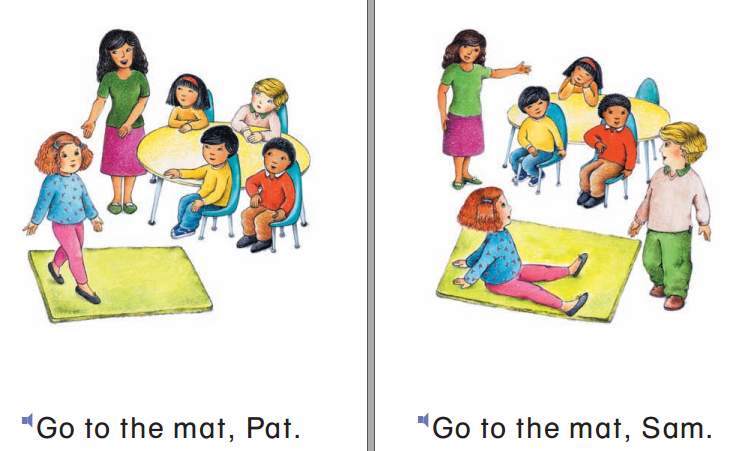 Go to the mat, Pat.
Go to the mat, Sam.